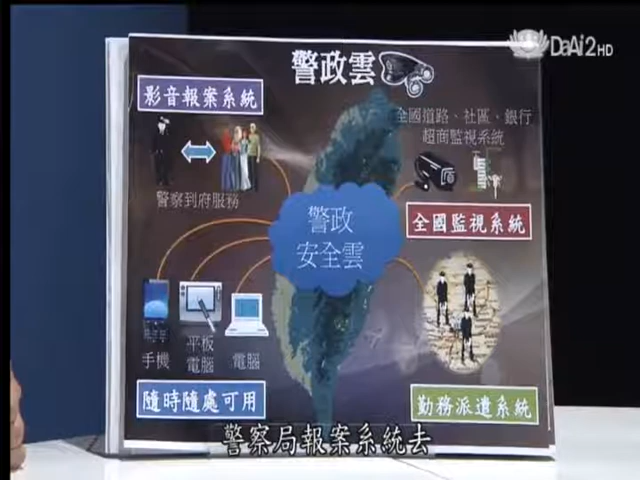 DaAi2HD
警政雲
影音報案系統
全國道路、社區、銀行
超商監視系統
警察到府服務
警政
安全雲
全國監視系統
手機
平板
電腦
電腦
隨時隨處可用
勤務派遣系統
警察局報案系統去